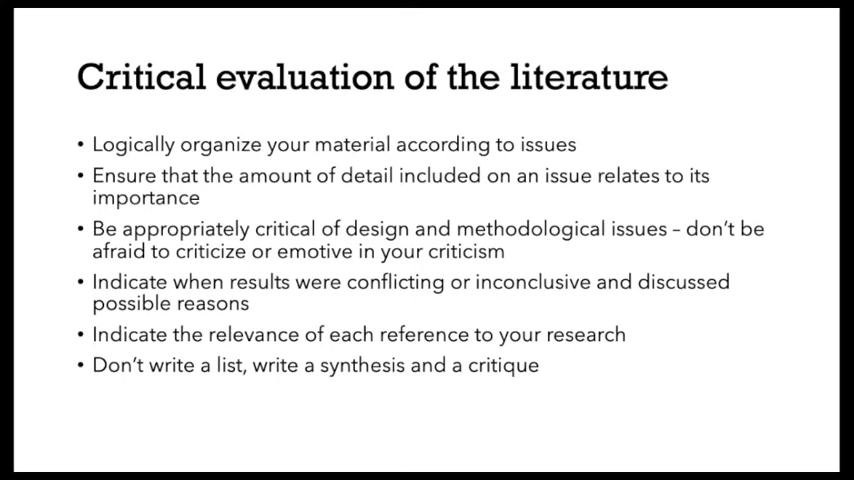 Critical evaluation of the literature
• Logically organize your material according to issues
• Ensure that the amount of detail included on an issue relates to its
importance
• Be appropriately critical of design and methodological issues – don't be
afraid to criticize or emotive in your criticism
• Indicate when results were conflicting or inconclusive and discussed
possible reasons
• Indicate the relevance of each reference to your research
• Don't write a list, write a synthesis and a critique